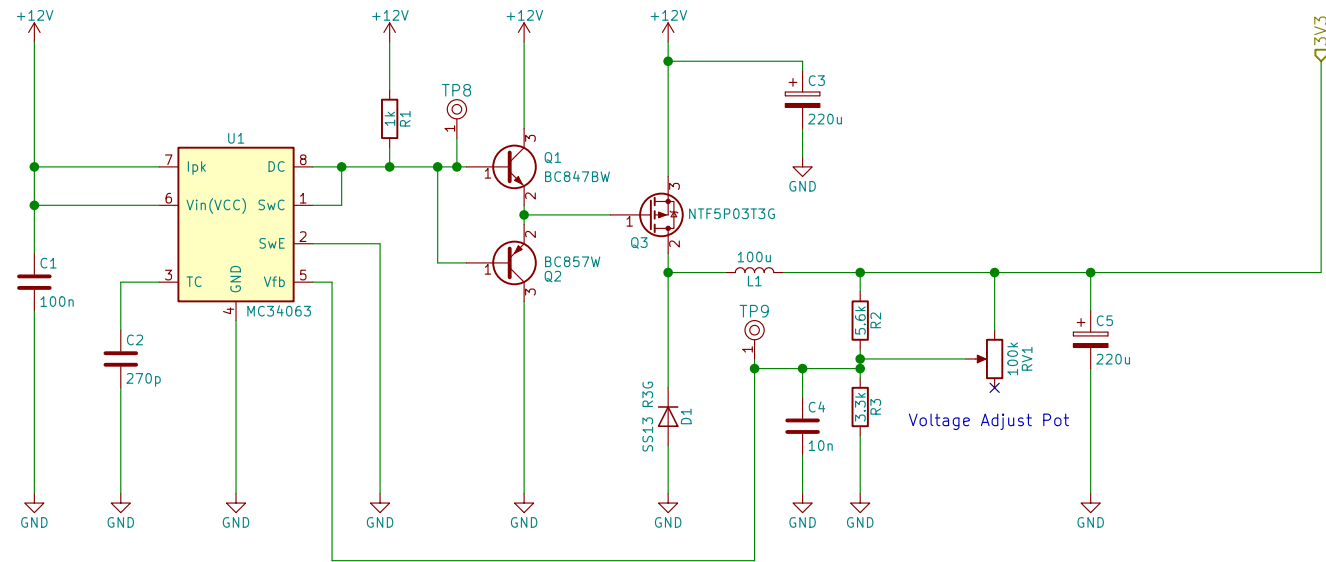 +12V
+12V
+12V
+12V
3V3
C3
220u
TP8
1
1k
R1
U1
7
Ipk
DC
8
6
Vin(VCC)
SwC
1
SwE
2
3
TC
GND
Vfb
5
4
MC34063
3
1
Q1
BC847BW
2
2
1
BC857W
Q2
3
3
1
NTF5P03T3G
Q3
2
GND
100u
L1
C1
100n
C2
270p
TP9
1
5.6k
R2
3.3k
R3
100k
RV1
C5
220u
SS13 R3G
D1
C4
10n
Voltage Adjust Pot
GND
GND
GND
GND
GND
GND
GND
GND
GND